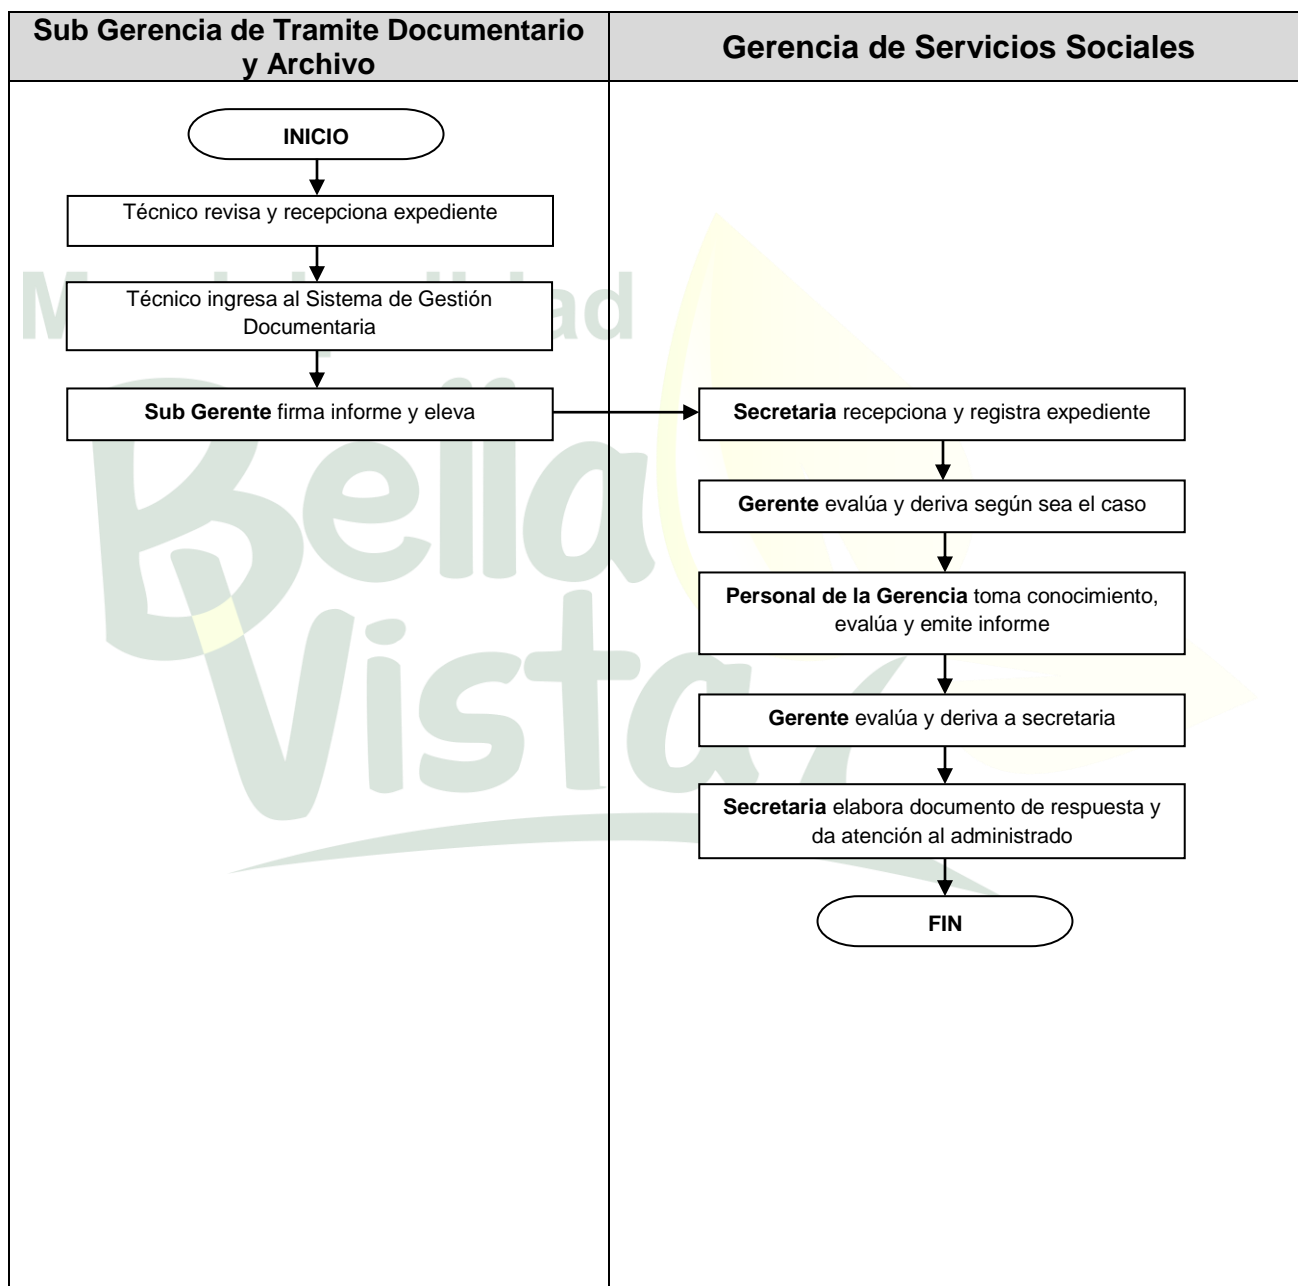 Sub Gerencia de Tramite Documentario
y Archivo
Gerencia de Servicios Sociales
INICIO
Técnico revisa y recepciona expediente
Técnico ingresa al Sistema de Gestión
Documentaria
Sub Gerente firma informe y eleva
Secretaria recepciona y registra expediente
Gerente evalúa y deriva según sea el caso
Personal de la Gerencia toma conocimiento,
evalúa y emite informe
Gerente evalúa y deriva a secretaria
Secretaria elabora documento de respuesta y
da atención al administrado
FIN
Bella
Vista